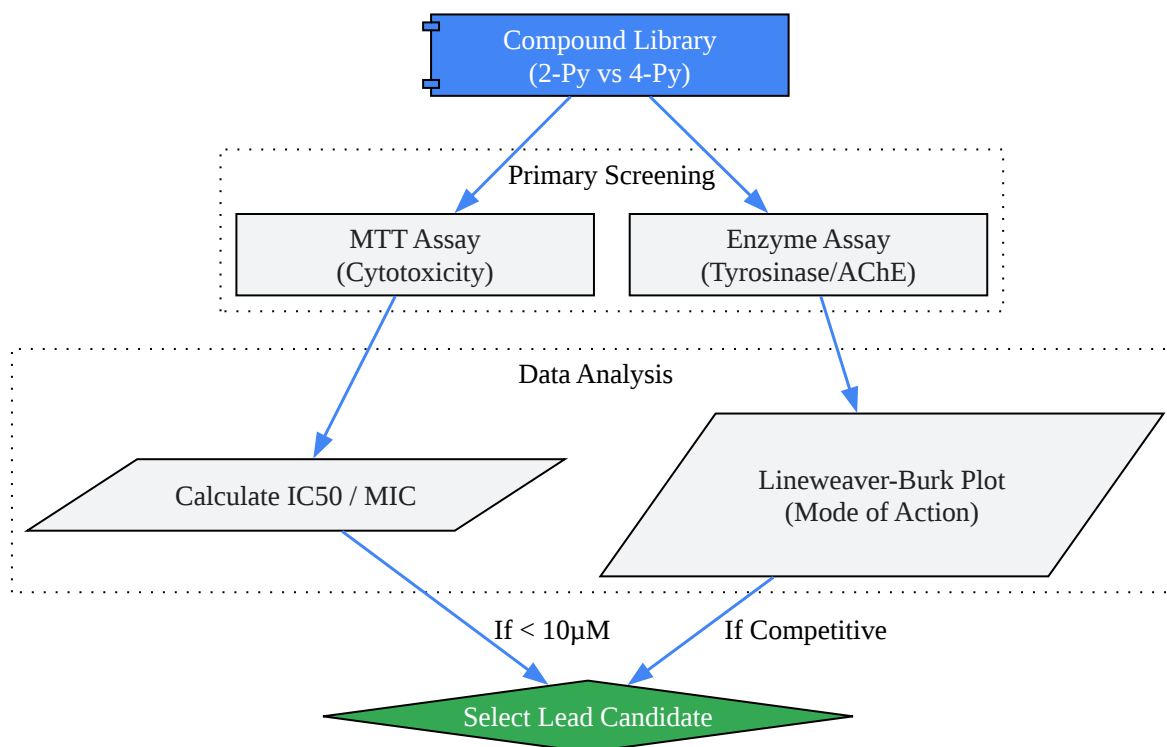 Compound Library
(2-Py vs 4-Py)
Primary Screening
MTT Assay
(Cytotoxicity)
Enzyme Assay
(Tyrosinase/AChE)
Data Analysis
Calculate IC50 / MIC
Lineweaver-Burk Plot
(Mode of Action)
If < 10µM
If Competitive
Select Lead Candidate